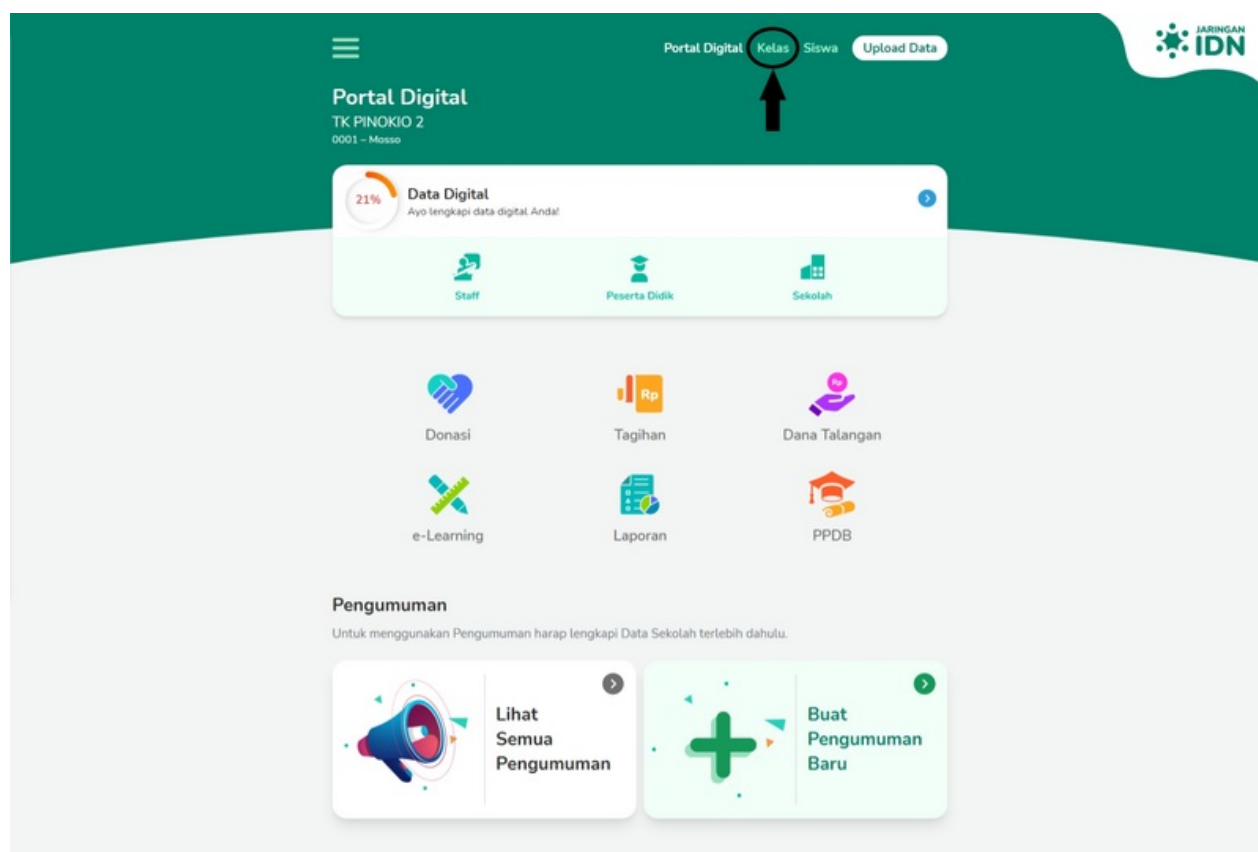 Portal Digital Kelas Siswa Upload Data
JARINGAN
IDN
Portal Digital
TK PINOKIO 2
0001 – Mosso
21%
Data Digital
Ayo lengkapi data digital Anda!
Staff Peserta Didik Sekolah
Rp Rp
Donasi Tagihan Dana Talangan
e-Learning Laporan PPDB
Pengumuman
Untuk menggunakan Pengumuman harap lengkapi Data Sekolah terlebih dahulu.
Lihat
Semua
Pengumuman
Buat
Pengumuman
Baru